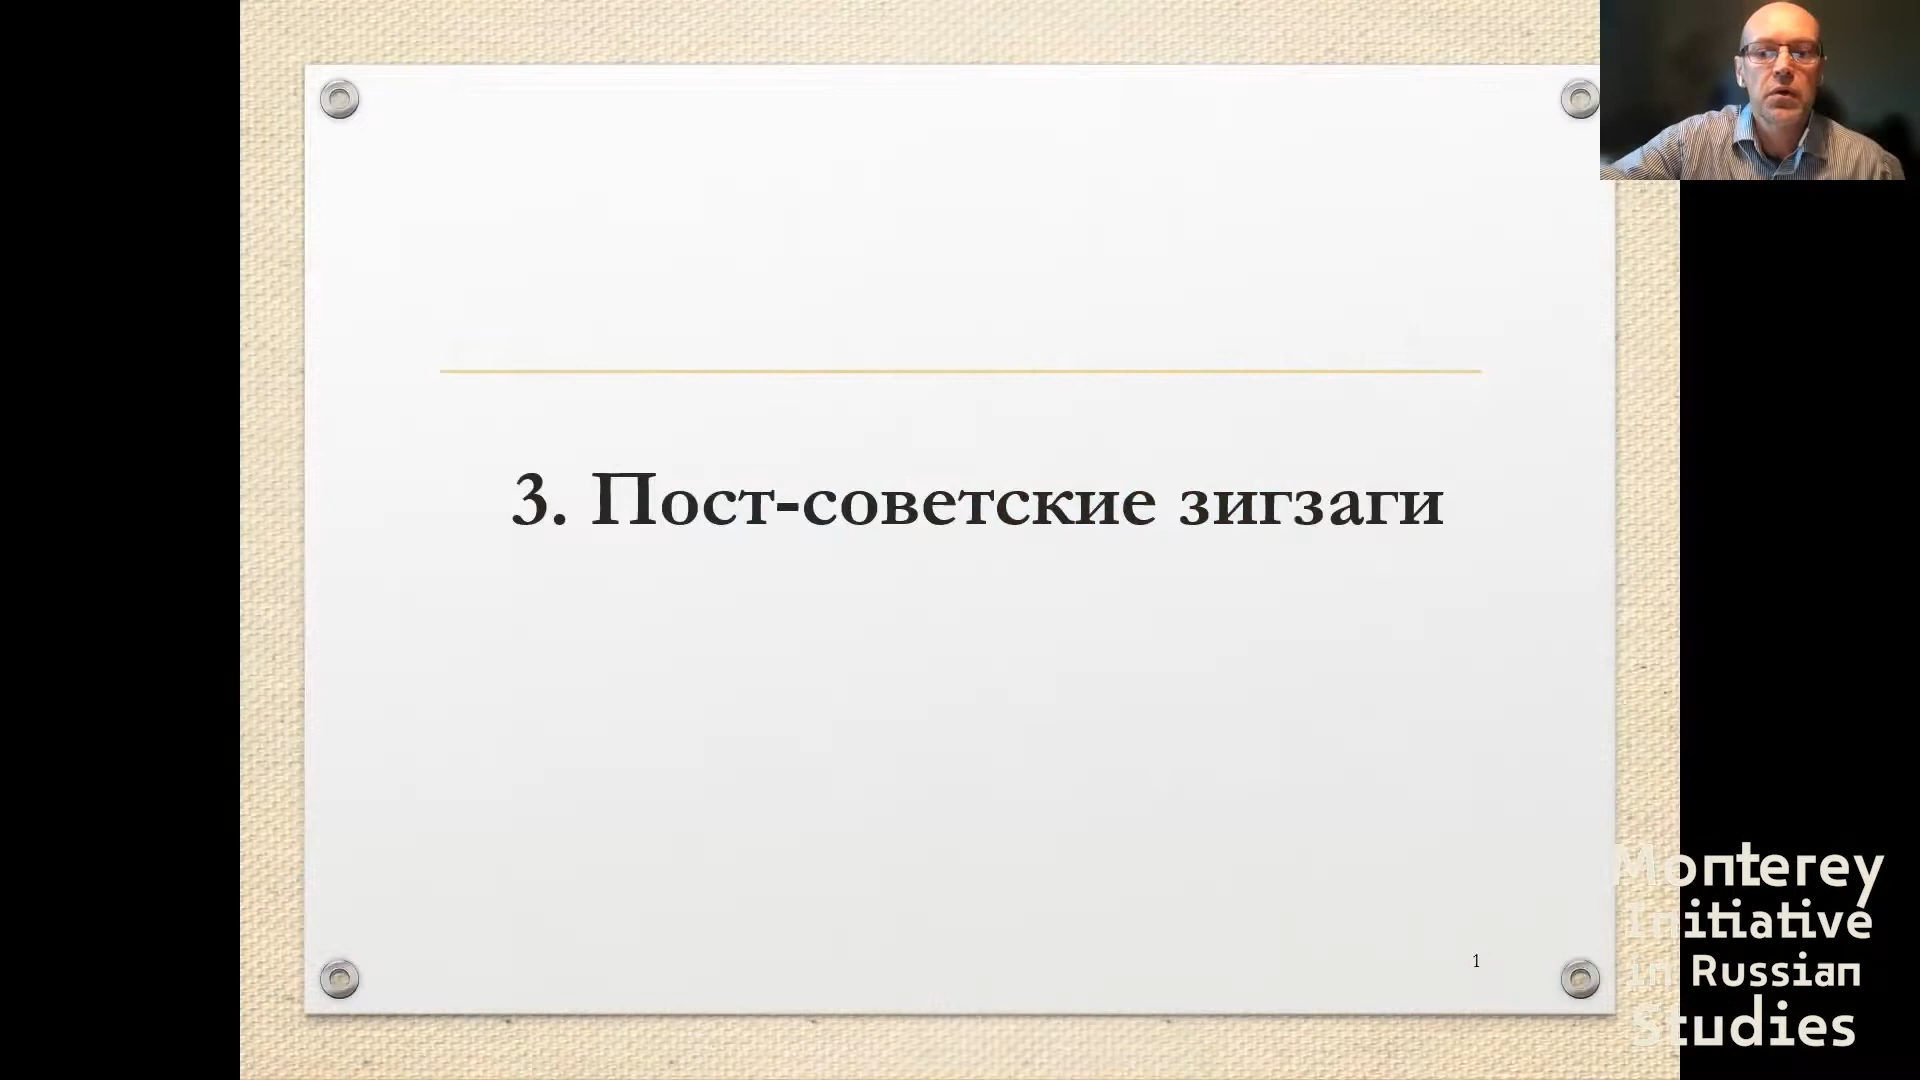 3. Пост-советские зигзаги
1
Monterey
Initiative
in Russian
Studies